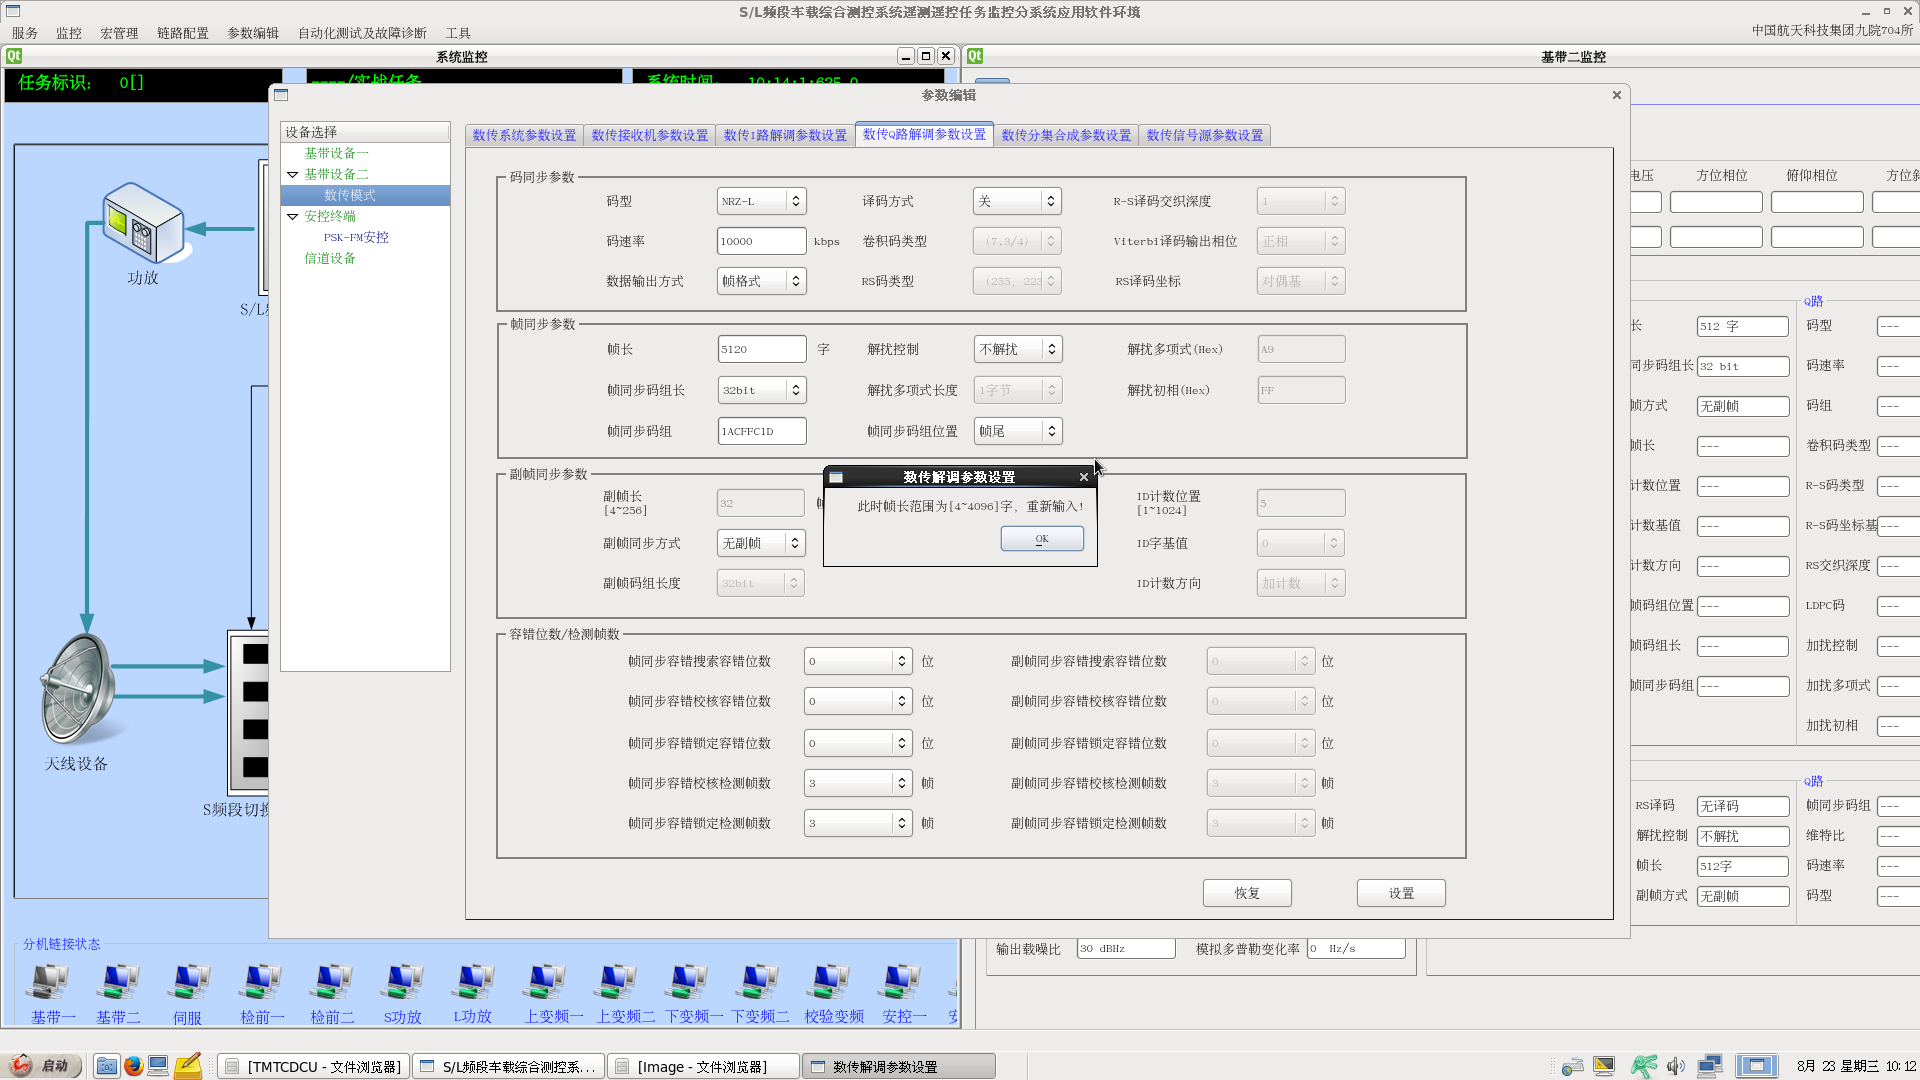 S/L频段车载综合测控系统遥测遥控任务监控分系统应用软件环境
服务 监控 宏管理 链路配置 参数编辑 自动化测试及故障诊断 工具
中国航天科技集团九院704所
系统监控
基带二监控
任务标识: 0[]
----/实战任务
系统时间: 10:14:1:625.0
参数编辑
设备选择
基带设备一
基带设备二
数传模式
安控终端
PSK-FM安控
信道设备
数传系统参数设置 数传接收机参数设置 数传I路解调参数设置 数传Q路解调参数设置 数传分集合成参数设置 数传信号源参数设置
码同步参数
码型 NRZ-L 译码方式 关 R-S译码交织深度 1
码速率 10000 kbps 卷积码类型 (7,3/4) Viterbi译码输出相位 正相
数据输出方式 帧格式 RS码类型 (255, 223 RS译码坐标 对偶基
帧同步参数
帧长 5120 字 解扰控制 不解扰 解扰多项式(Hex) A9
帧同步码组长 32bit 解扰多项式长度 1字节 解扰初相(Hex) FF
帧同步码组 1ACFFC1D 帧同步码组位置 帧尾
副帧同步参数
副帧长
[4~256] 32
ID计数位置
[1~1024] 5
副帧同步方式 无副帧 ID字基值 0
副帧码组长度 32bit ID计数方向 加计数
数传解调参数设置
此时帧长范围为[4~4096]字, 重新输入!
OK
容错位数/检测帧数
帧同步容错搜索容错位数 0 位 副帧同步容错搜索容错位数 0 位
帧同步容错校核容错位数 0 位 副帧同步容错校核容错位数 0 位
帧同步容错锁定容错位数 0 位 副帧同步容错锁定容错位数 0 位
帧同步容错校核检测帧数 3 帧 副帧同步容错校核检测帧数 3 帧
帧同步容错锁定检测帧数 3 帧 副帧同步容错锁定检测帧数 3 帧
恢复 设置
功放
S/L
天线设备
S频段切换
电压 方位相位 俯仰相位 方位
Q路
长 512 字 码型 ---
同步码组长 32 bit 码速率 ---
帧方式 无副帧 码组 ---
帧长 --- 卷积码类型 ---
计数位置 --- R-S码类型 ---
计数基值 --- R-S码坐标基 ---
计数方向 --- RS交织深度 ---
帧码组位置 --- LDPC码 ---
帧码组长 --- 加扰控制 ---
帧同步码组 --- 加扰多项式 ---
加扰初相 ---
Q路
RS译码 无译码 帧同步码组 ---
解扰控制 不解扰 维特比 ---
帧长 512字 码速率 ---
副帧方式 无副帧 码型 ---
输出载噪比 30 dBHz 模拟多普勒变化率 0 Hz/s
分机链接状态
基带一 基带二 伺服 检前一 检前二 S功放 L功放 上变频一 上变频二 下变频一 下变频二 校验变频 安控一
启动
[TMTCDCU - 文件浏览器] S/L频段车载综合测控系... [Image - 文件浏览器] 数传解调参数设置
8月 23 星期三 10:12